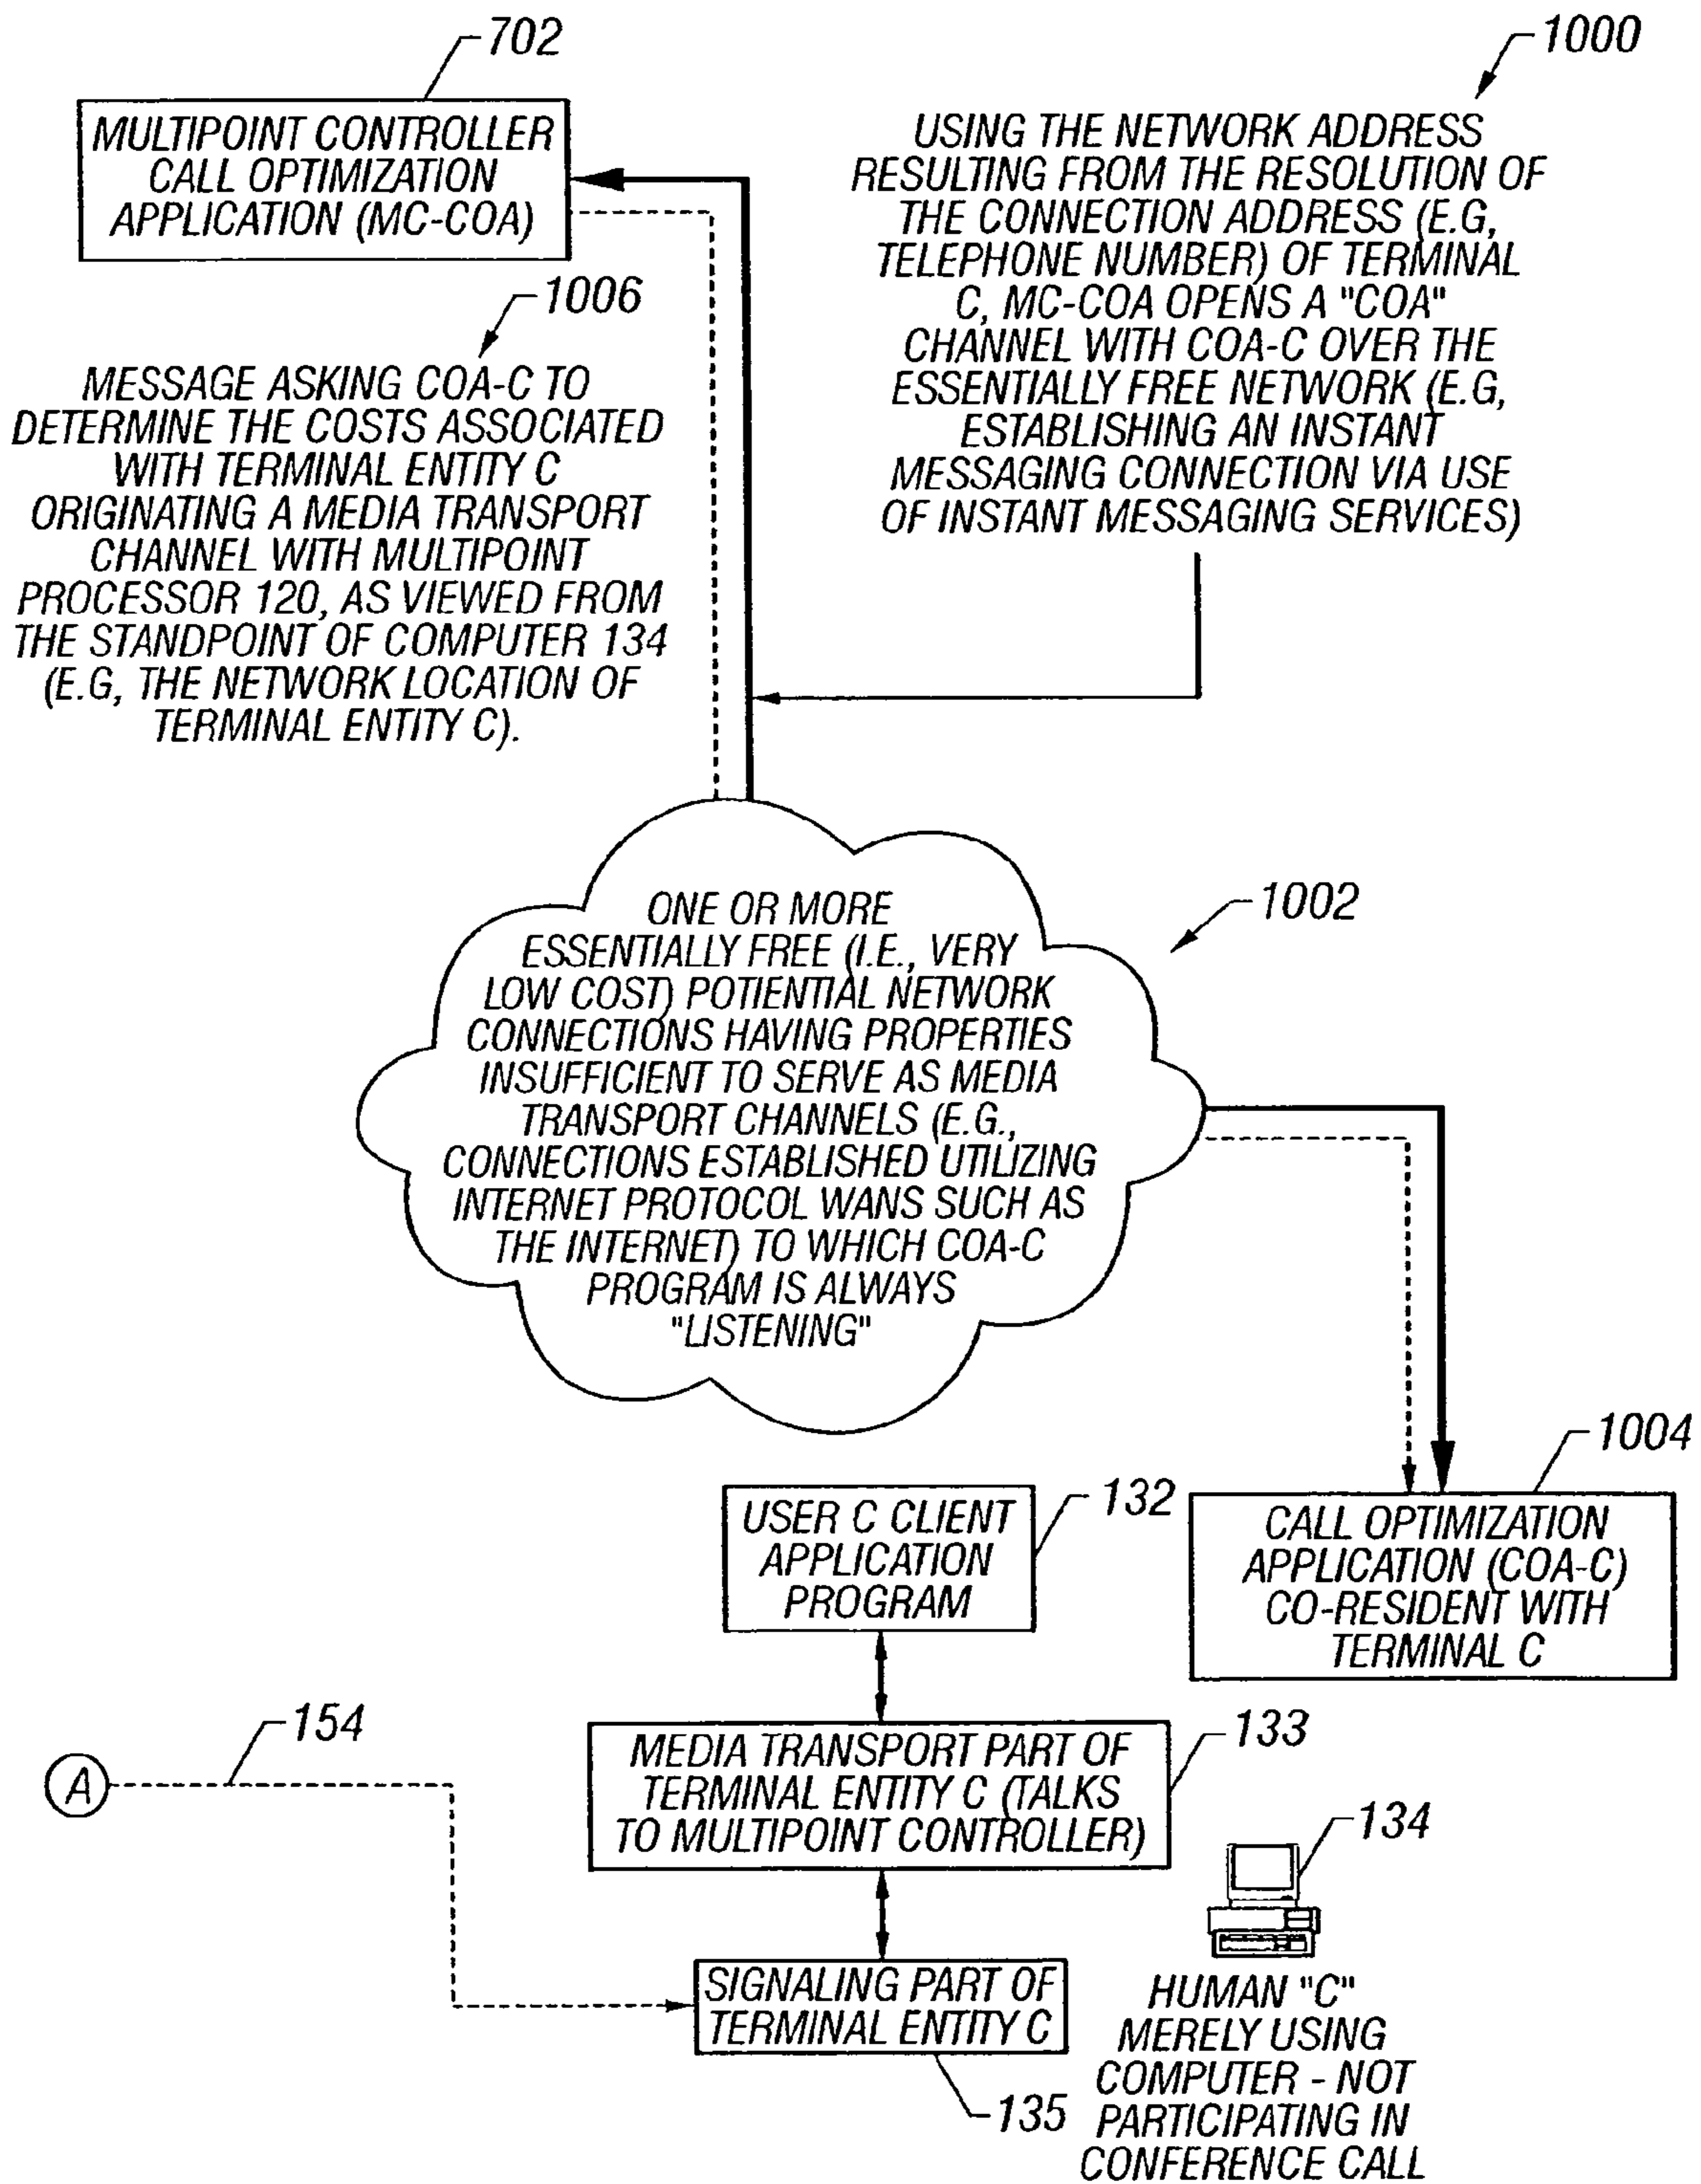 702
1000
MULTIPOINT CONTROLLER
CALL OPTIMIZATION
APPLICATION (MC-COA)
USING THE NETWORK ADDRESS
RESULTING FROM THE RESOLUTION OF
THE CONNECTION ADDRESS (E.G,
TELEPHONE NUMBER) OF TERMINAL
C, MC-COA OPENS A "COA"
CHANNEL WITH COA-C OVER THE
ESSENTIALLY FREE NETWORK (E.G,
ESTABLISHING AN INSTANT
MESSAGING CONNECTION VIA USE
OF INSTANT MESSAGING SERVICES)
1006
MESSAGE ASKING COA-C TO
DETERMINE THE COSTS ASSOCIATED
WITH TERMINAL ENTITY C
ORIGINATING A MEDIA TRANSPORT
CHANNEL WITH MULTIPOINT
PROCESSOR 120, AS VIEWED FROM
THE STANDPOINT OF COMPUTER 134
(E.G, THE NETWORK LOCATION OF
TERMINAL ENTITY C).
1002
ONE OR MORE
ESSENTIALLY FREE (I.E., VERY
LOW COST) POTIENTIAL NETWORK
CONNECTIONS HAVING PROPERTIES
INSUFFICIENT TO SERVE AS MEDIA
TRANSPORT CHANNELS (E.G.,
CONNECTIONS ESTABLISHED UTILIZING
INTERNET PROTOCOL WANS SUCH AS
THE INTERNET) TO WHICH COA-C
PROGRAM IS ALWAYS
"LISTENING"
1004
CALL OPTIMIZATION
APPLICATION (COA-C)
CO-RESIDENT WITH
TERMINAL C
132
USER C CLIENT
APPLICATION
PROGRAM
154
A
133
MEDIA TRANSPORT PART OF
TERMINAL ENTITY C (TALKS
TO MULTIPOINT CONTROLLER)
134
SIGNALING PART OF
TERMINAL ENTITY C
135
HUMAN "C"
MERELY USING
COMPUTER - NOT
PARTICIPATING IN
CONFERENCE CALL